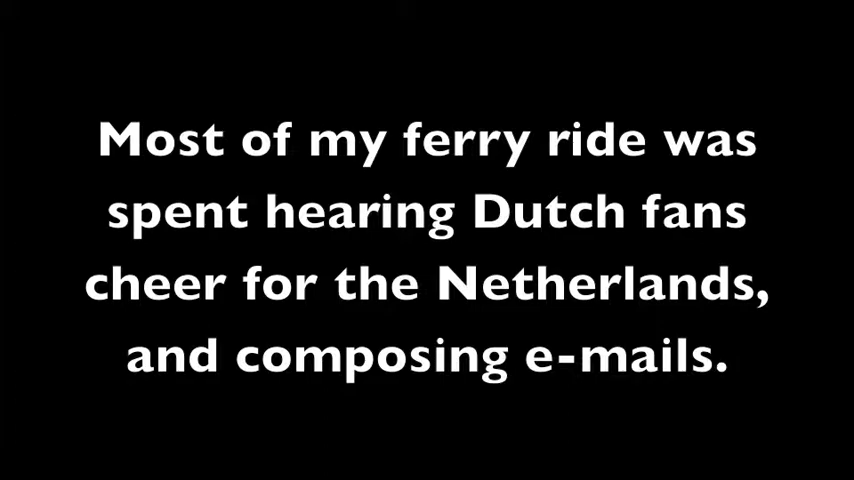 Most of my ferry ride was
spent hearing Dutch fans
cheer for the Netherlands,
and composing e-mails.